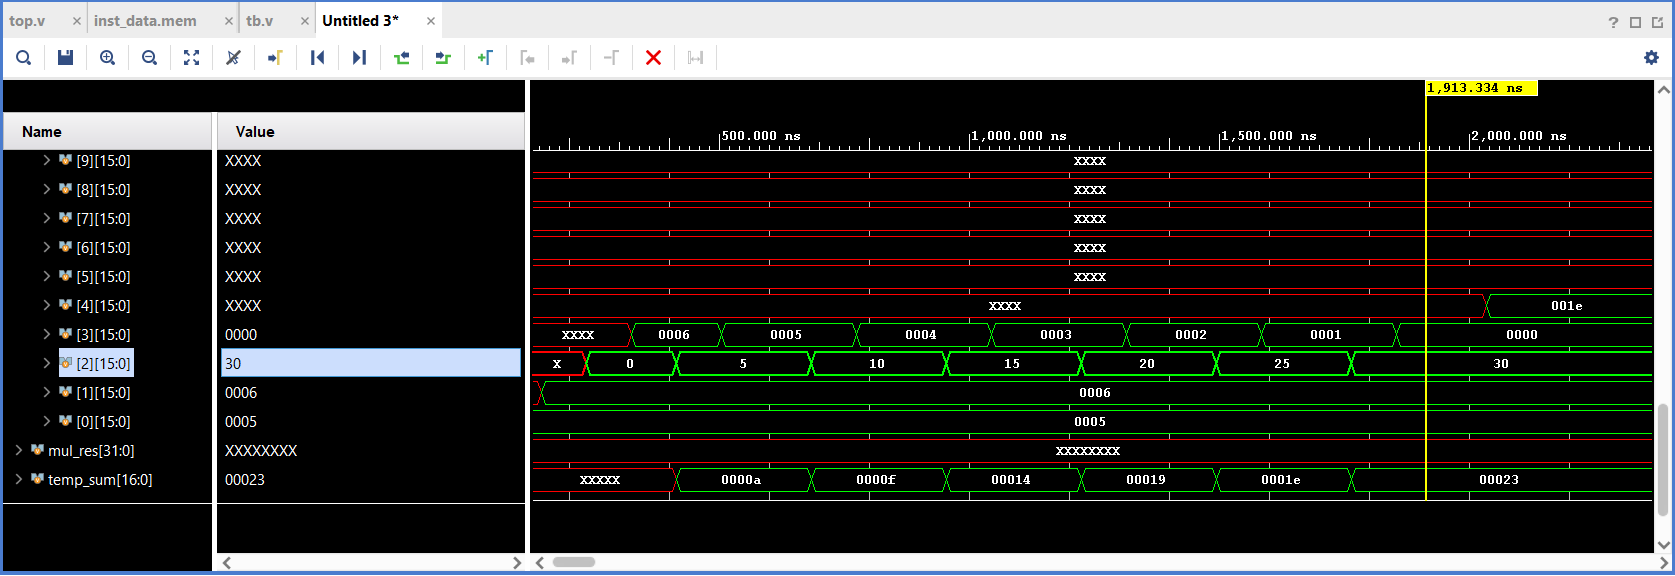 top.v × inst_data.mem × tb.v × Untitled 3* ×
?
1,913.334 ns
Name Value
500.000 ns 1,000.000 ns 1,500.000 ns 2,000.000 ns
[9][15:0] XXXX XXXX
[8][15:0] XXXX XXXX
[7][15:0] XXXX XXXX
[6][15:0] XXXX XXXX
[5][15:0] XXXX XXXX
[4][15:0] XXXX XXXX 001e
[3][15:0] 0000 XXXX 0006 0005 0004 0003 0002 0001 0000
[2][15:0] 30 X 0 5 10 15 20 25 30
[1][15:0] 0006 0006
[0][15:0] 0005 0005
mul_res[31:0] XXXXXXXX XXXXXXXX
temp_sum[16:0] 00023 XXXXX 0000a 0000f 00014 00019 0001e 00023